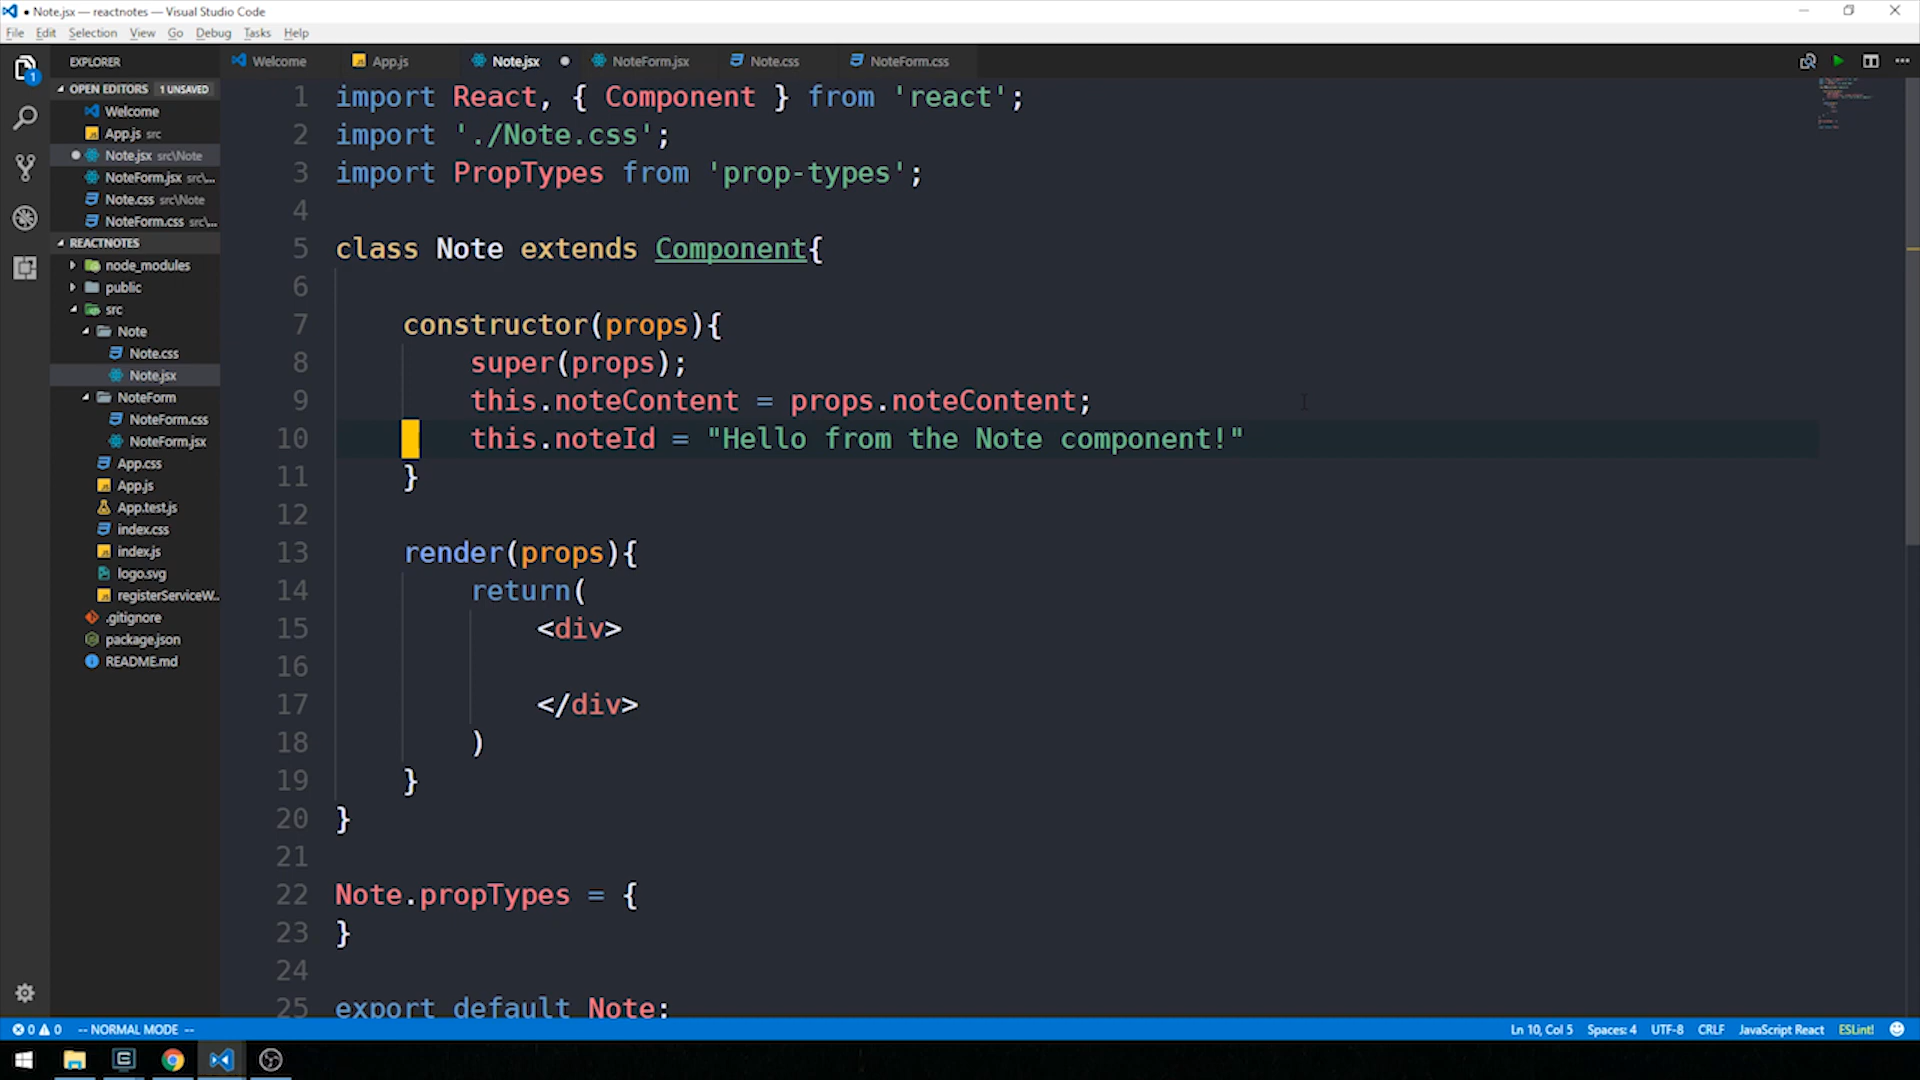 ● Note.jsx — reactnotes — Visual Studio Code
File Edit Selection View Go Debug Tasks Help
EXPLORER
Welcome App.js Note.jsx NoteForm.jsx Note.css NoteForm.css
OPEN EDITORS 1 UNSAVED
Welcome
App.js src
Note.jsx src\Note
NoteForm.jsx src\...
Note.css src\Note
NoteForm.css src\...
REACTNOTES
node_modules
public
src
Note
Note.css
Note.jsx
NoteForm
NoteForm.css
NoteForm.jsx
App.css
App.js
App.test.js
index.css
index.js
logo.svg
registerServiceW...
.gitignore
package.json
README.md
1
1 import React, { Component } from 'react';
2 import './Note.css';
3 import PropTypes from 'prop-types';
4
5 class Note extends Component{
6
7 constructor(props){
8 super(props);
9 this.noteContent = props.noteContent;
10 this.noteId = "Hello from the Note component!"
11 }
12
13 render(props){
14 return(
15 <div>
16
17 </div>
18 )
19 }
20 }
21
22 Note.propTypes = {
23 }
24
25 export default Note;
0 0 -- NORMAL MODE -- Ln 10, Col 5 Spaces: 4 UTF-8 CRLF JavaScript React ESLint!